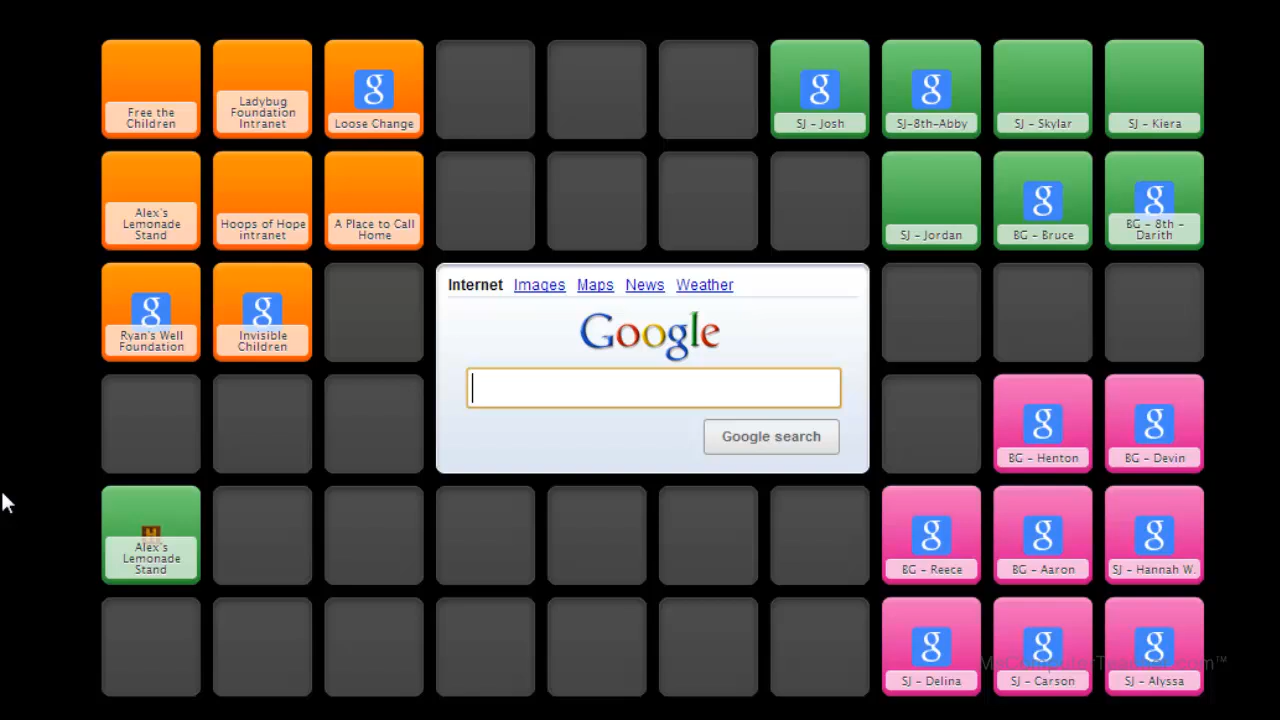 Free the
Children
Ladybug
Foundation
Intranet
g
Loose Change
g
SJ - Josh
g
SJ-8th-Abby
SJ - Skylar
SJ - Kiera
Alex's
Lemonade
Stand
Hoops of Hope
intranet
A Place to Call
Home
SJ - Jordan
g
BG - Bruce
g
BG - 8th -
Darith
g
Ryan's Well
Foundation
g
Invisible
Children
Internet Images Maps News Weather
Google
Google search
g
BG - Henton
g
BG - Devin
H
Alex's
Lemonade
Stand
g
BG - Reece
g
BG - Aaron
g
SJ - Hannah W.
g
SJ - Delina
g
SJ - Carson
g
SJ - Alyssa
MyComputerTeacher.com™